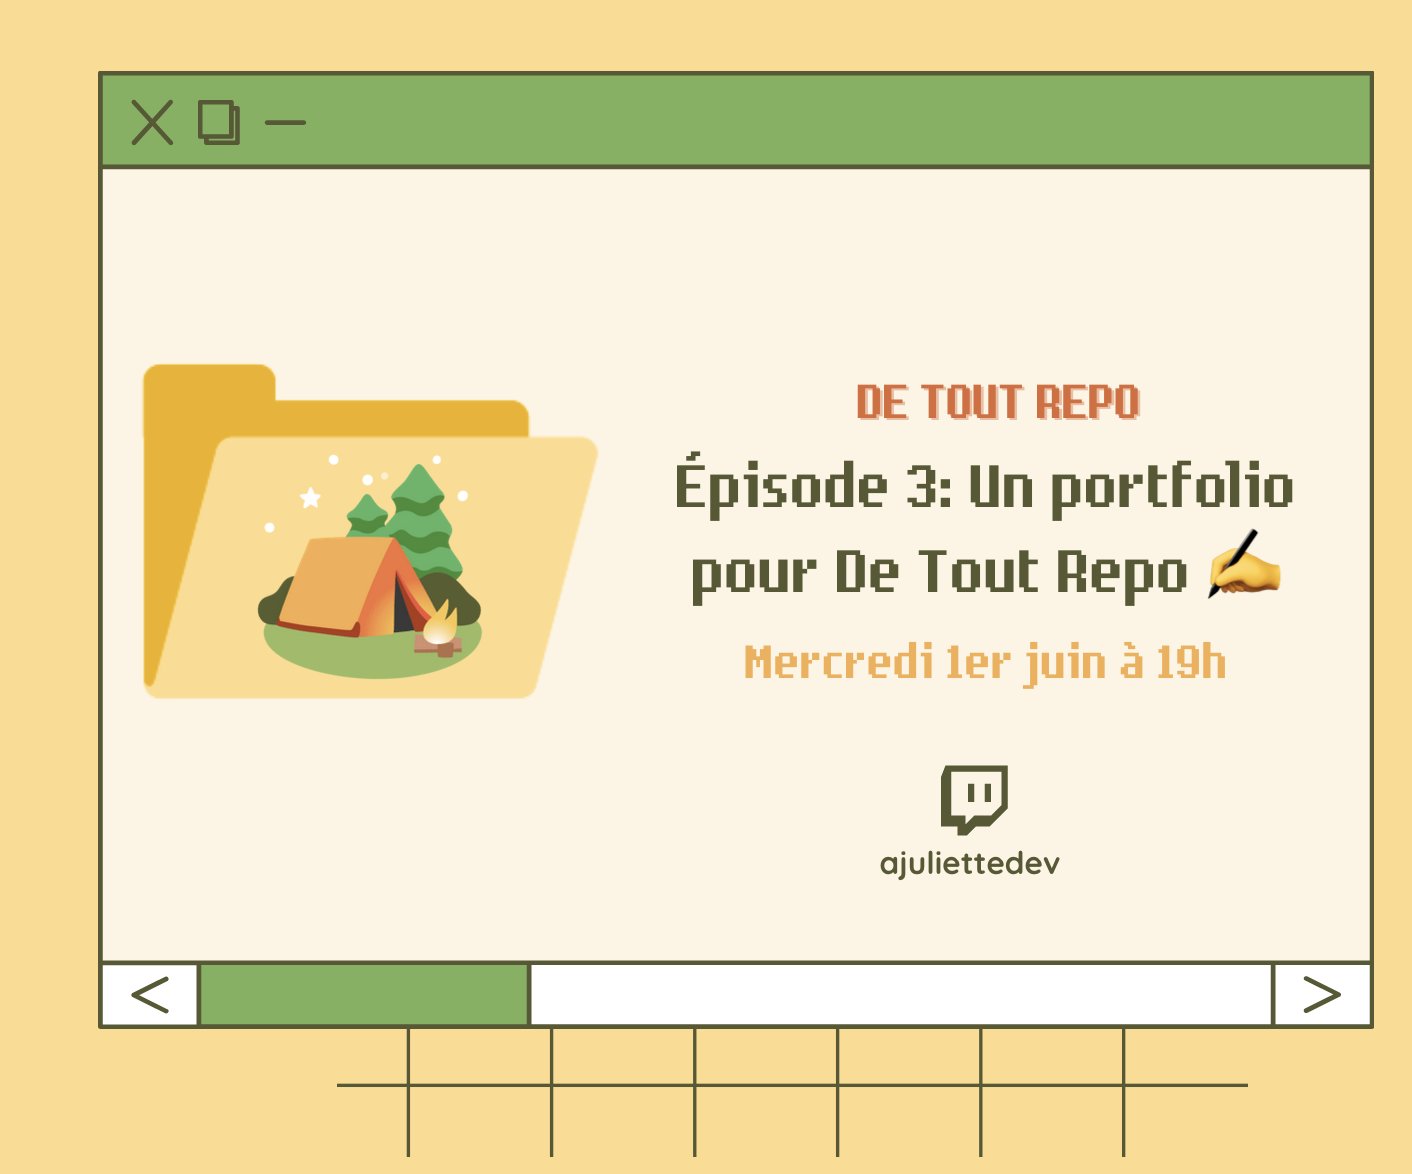 DE TOUT REPO
Épisode 3: Un portfolio
pour De Tout Repo ✍️
Mercredi 1er juin à 19h
ajuliettedev